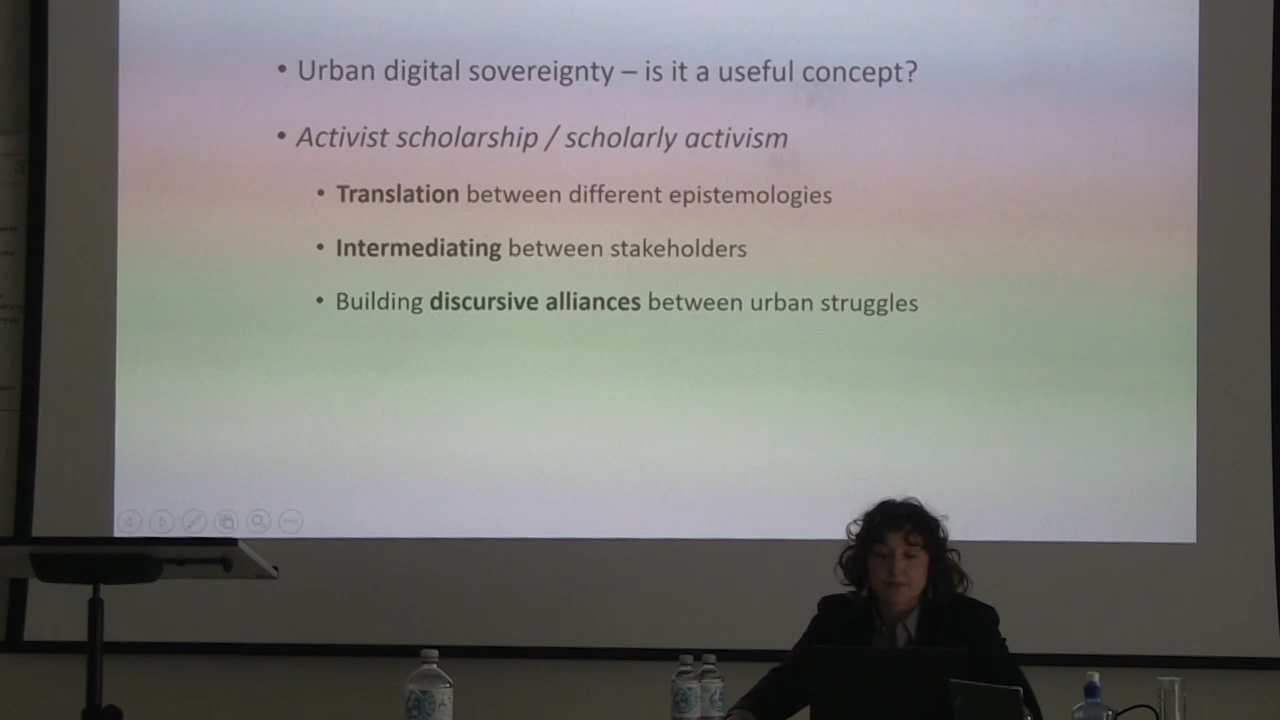 • Urban digital sovereignty – is it a useful concept?
• Activist scholarship / scholarly activism
• Translation between different epistemologies
• Intermediating between stakeholders
• Building discursive alliances between urban struggles